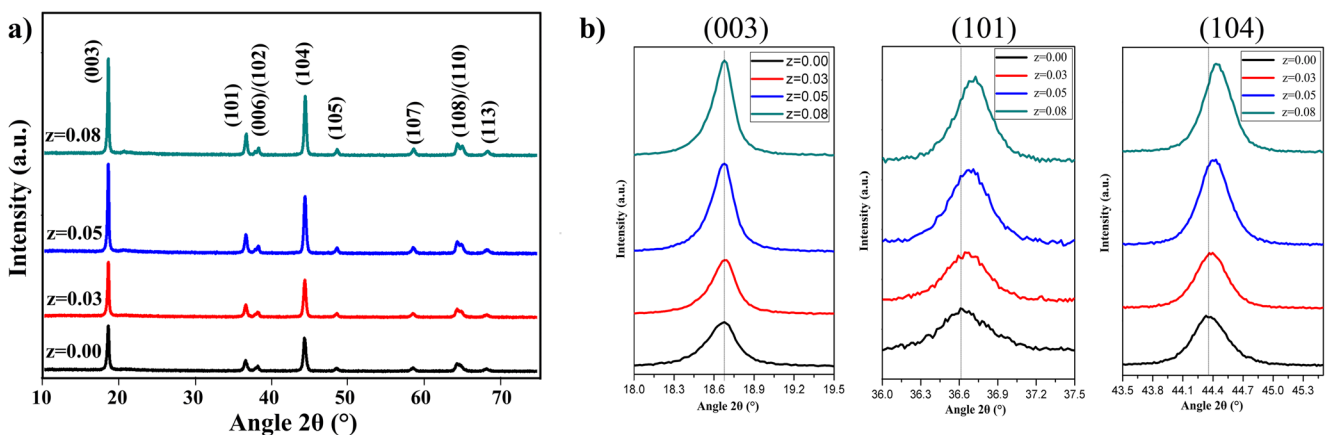 a)
Intensity (a.u.)
(003)
(101)
(006)/(102)
(104)
(105)
(107)
(108)/(110)
(113)
z=0.08
z=0.05
z=0.03
z=0.00
10 20 30 40 50 60 70
Angle 2θ (°)
b)
(003)
Intensity (a.u.)
z=0.00
z=0.03
z=0.05
z=0.08
18.0 18.3 18.6 18.9 19.2 19.5
Angle 2θ (°)
(101)
Intensity (a.u.)
z=0.00
z=0.03
z=0.05
z=0.08
36.0 36.3 36.6 36.9 37.2 37.5
Angle 2θ (°)
(104)
Intensity (a.u.)
z=0.00
z=0.03
z=0.05
z=0.08
43.5 43.8 44.1 44.4 44.7 45.0 45.3
Angle 2θ (°)